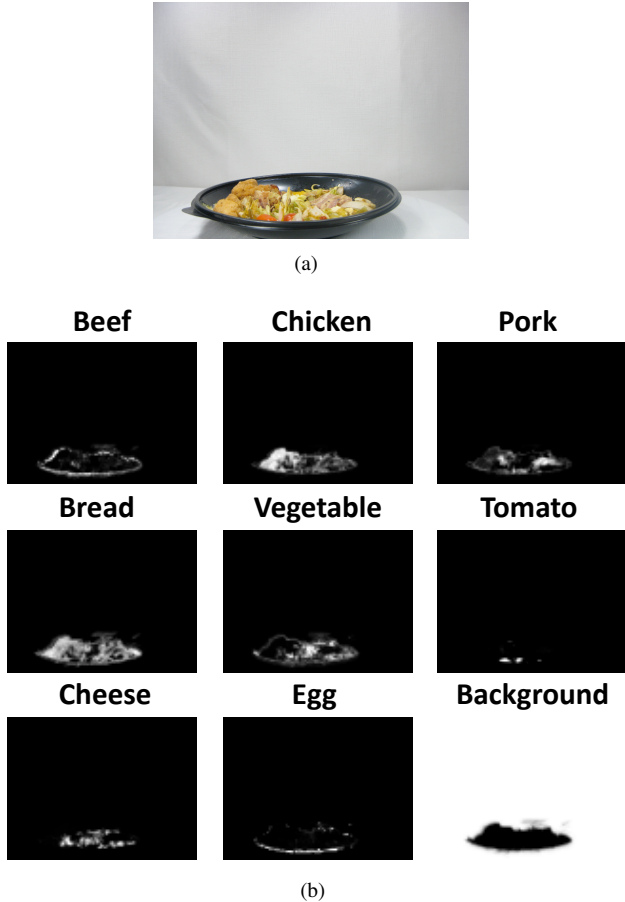 (a)
Beef Chicken Pork
Bread Vegetable Tomato
Cheese Egg Background
(b)